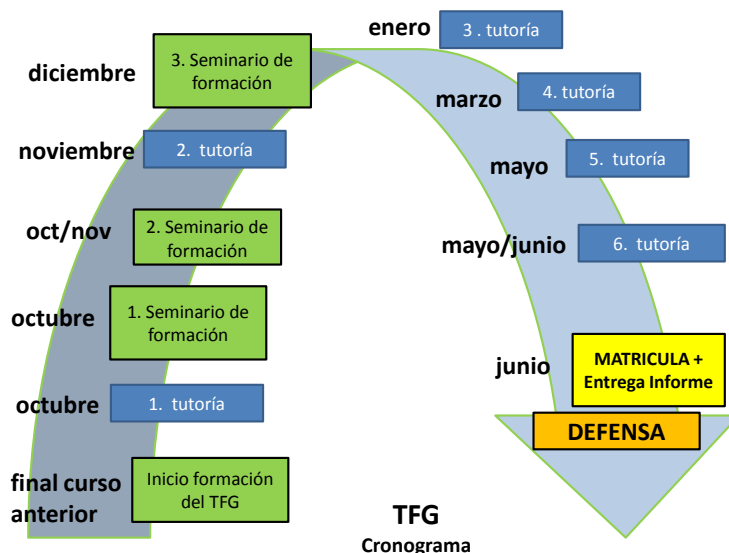 enero
3 . tutoría
diciembre
3. Seminario de
formación
marzo
4. tutoría
noviembre
2. tutoría
mayo
5. tutoría
oct/nov
2. Seminario de
formación
mayo/junio
6. tutoría
octubre
1. Seminario de
formación
junio
MATRICULA +
Entrega Informe
octubre
1. tutoría
DEFENSA
final curso
anterior
Inicio formación
del TFG
TFG
Cronograma